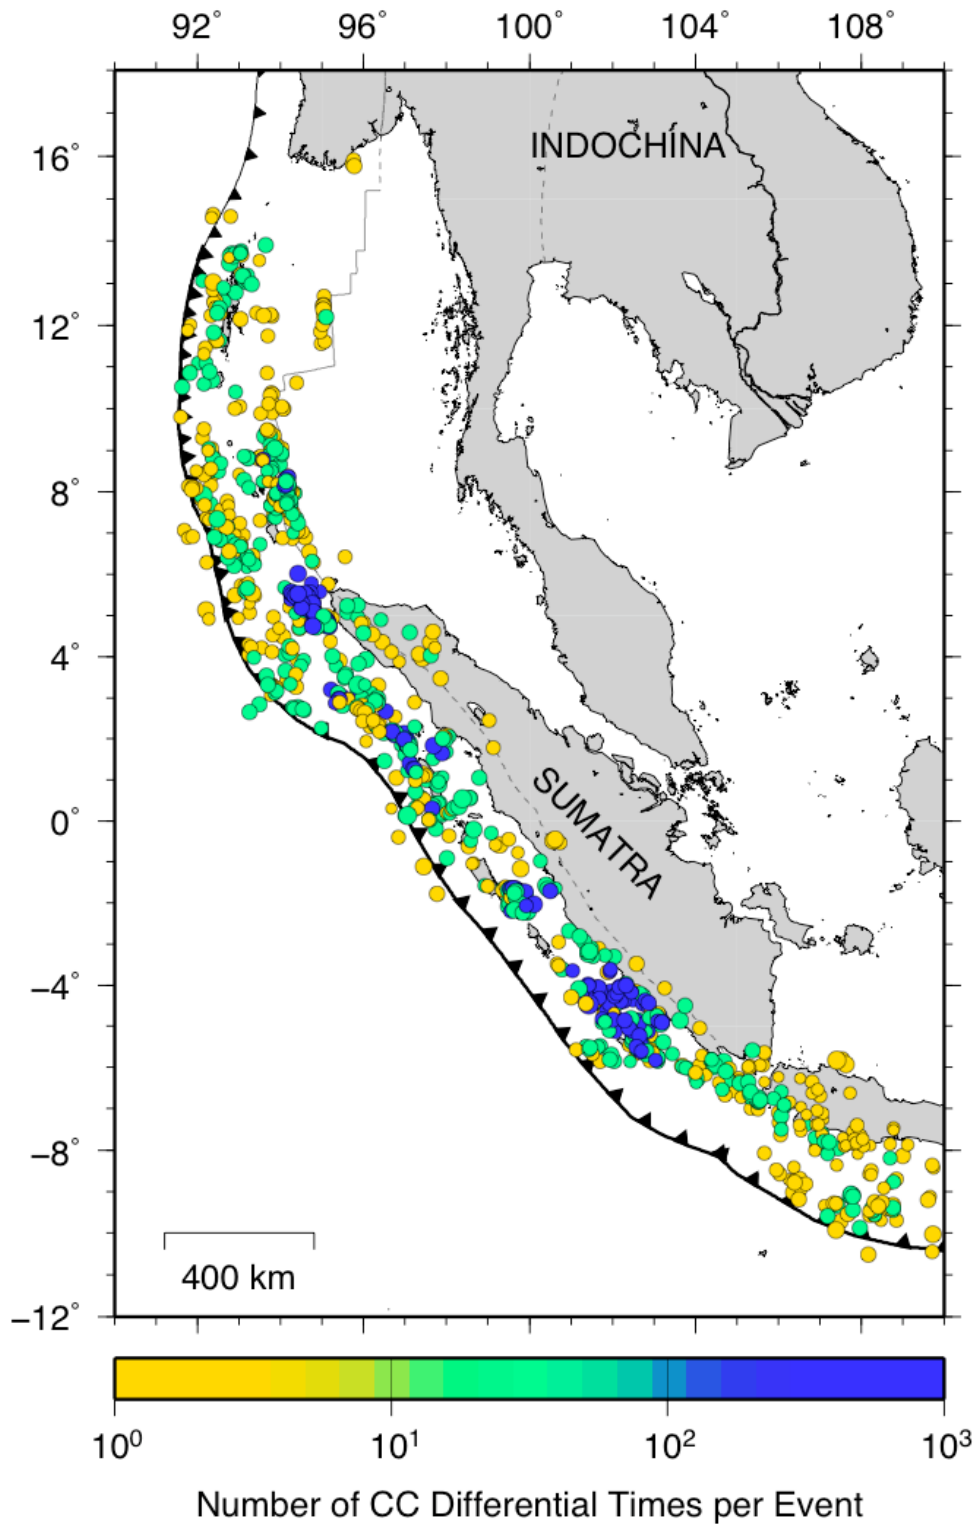 92° 96° 100° 104° 108°
16°
INDOCHINA
12°
8°
4°
0°
SUMATRA
−4°
−8°
400 km
−12°
10⁰ 10¹ 10² 10³
Number of CC Differential Times per Event